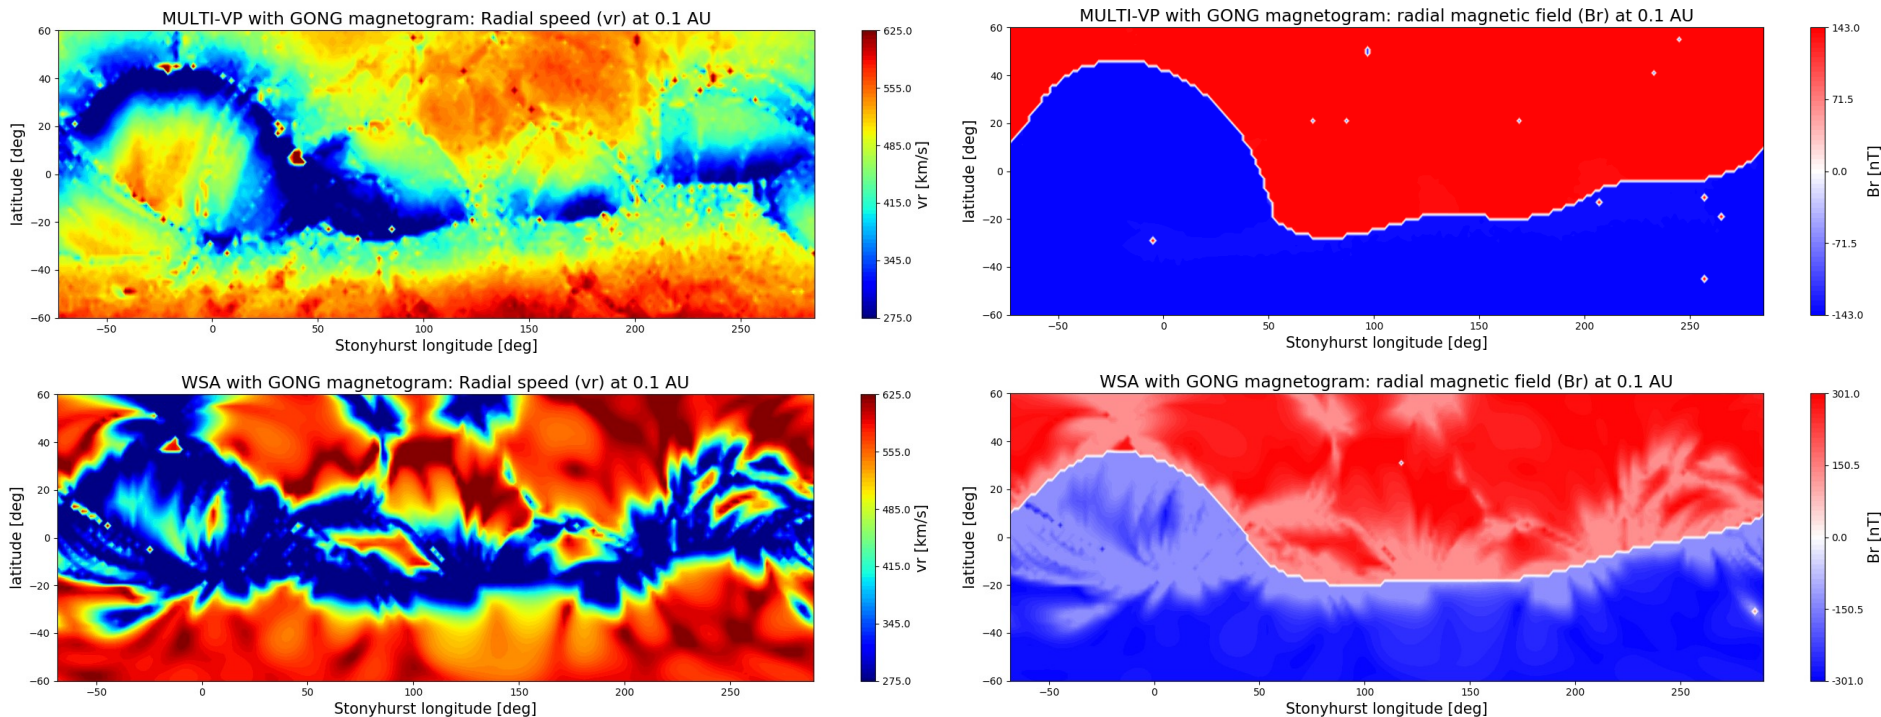 MULTI-VP with GONG magnetogram: Radial speed (vr) at 0.1 AU
60
40
20
0
−20
−40
−60
latitude [deg]
−50 0 50 100 150 200 250
Stonyhurst longitude [deg]
625.0
555.0
485.0
415.0
345.0
275.0
vr [km/s]
MULTI-VP with GONG magnetogram: radial magnetic field (Br) at 0.1 AU
60
40
20
0
−20
−40
−60
latitude [deg]
−50 0 50 100 150 200 250
Stonyhurst longitude [deg]
143.0
71.5
0.0
-71.5
-143.0
Br [nT]
WSA with GONG magnetogram: Radial speed (vr) at 0.1 AU
60
40
20
0
−20
−40
−60
latitude [deg]
−50 0 50 100 150 200 250
Stonyhurst longitude [deg]
625.0
555.0
485.0
415.0
345.0
275.0
vr [km/s]
WSA with GONG magnetogram: radial magnetic field (Br) at 0.1 AU
60
40
20
0
−20
−40
−60
latitude [deg]
−50 0 50 100 150 200 250
Stonyhurst longitude [deg]
301.0
150.5
0.0
-150.5
-301.0
Br [nT]